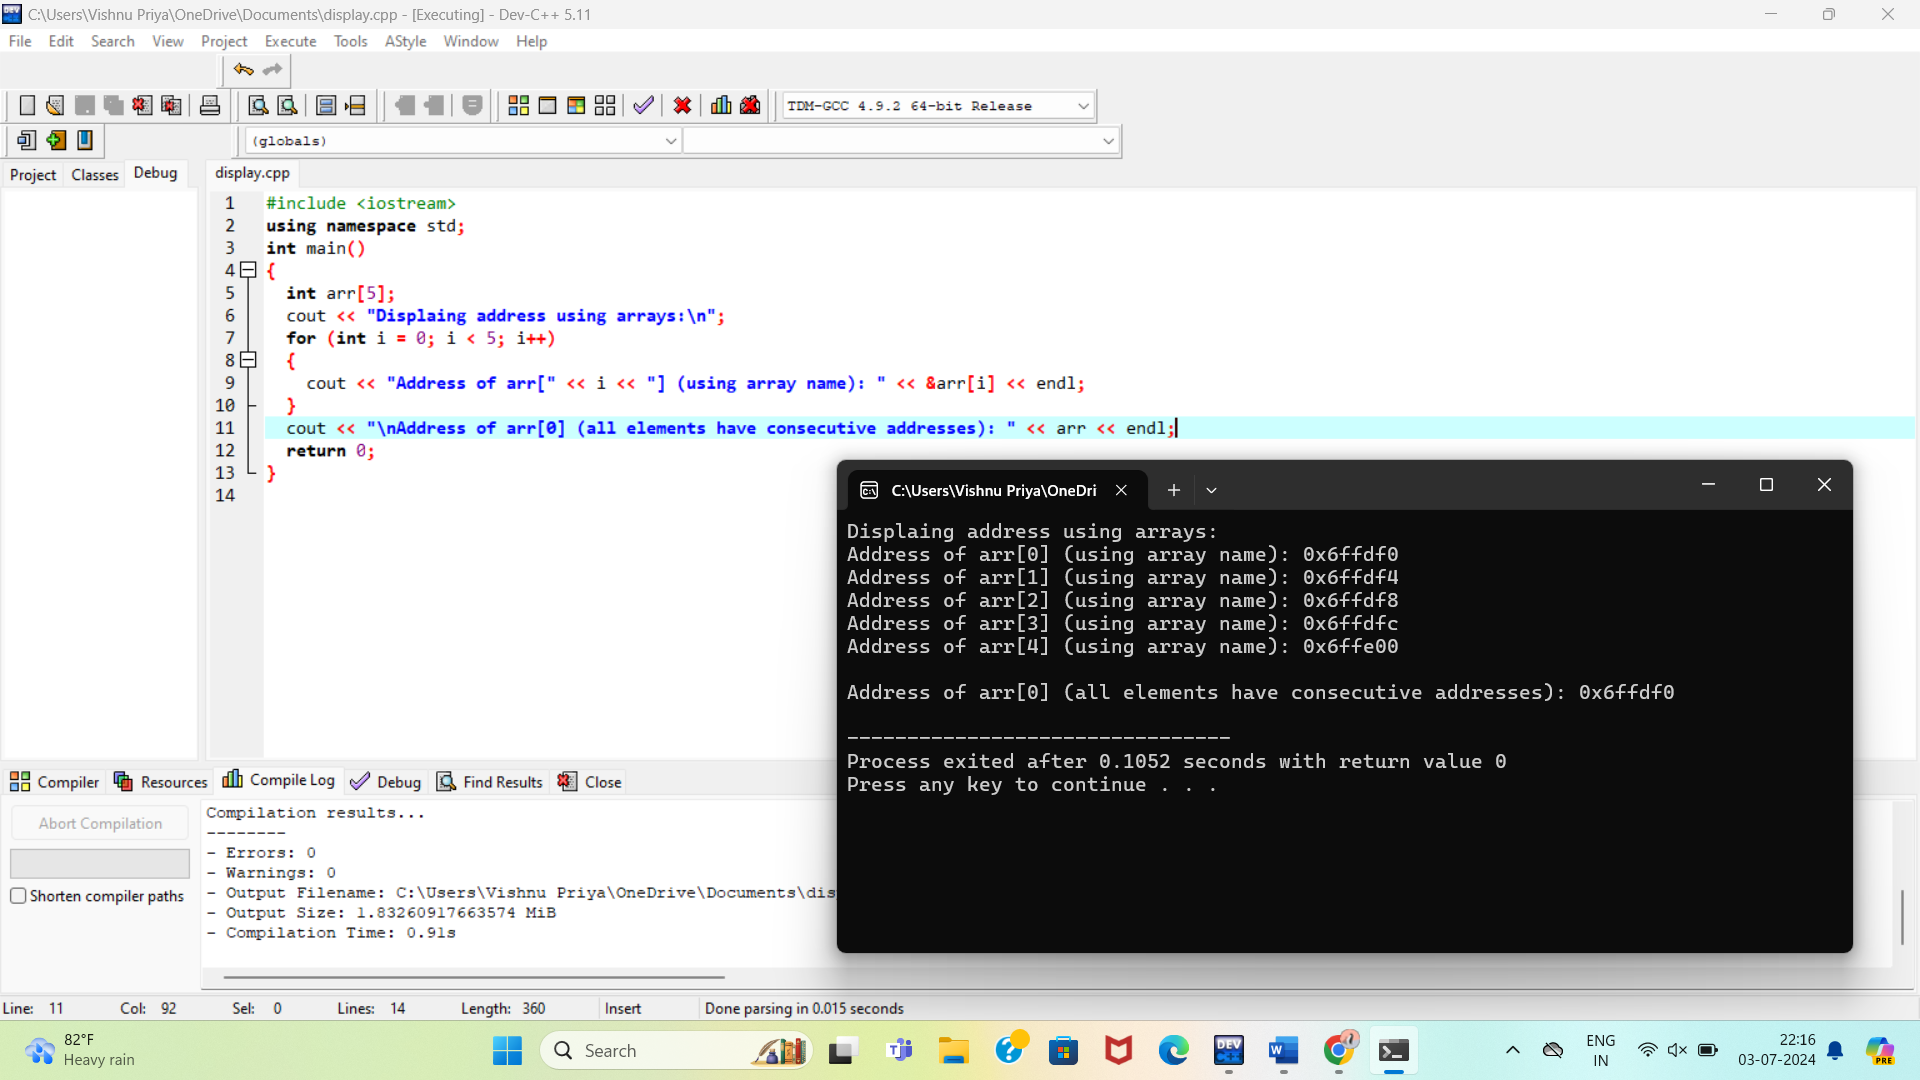 C:\Users\Vishnu Priya\OneDrive\Documents\display.cpp - [Executing] - Dev-C++ 5.11
File Edit Search View Project Execute Tools AStyle Window Help
TDM-GCC 4.9.2 64-bit Release
(globals)
Project Classes Debug
display.cpp
1 #include <iostream>
2 using namespace std;
3 int main()
4 {
5 int arr[5];
6 cout << "Displaing address using arrays:\n";
7 for (int i = 0; i < 5; i++)
8 {
9 cout << "Address of arr[" << i << "] (using array name): " << &arr[i] << endl;
10 }
11 cout << "\nAddress of arr[0] (all elements have consecutive addresses): " << arr << endl;
12 return 0;
13 }
14
C:\Users\Vishnu Priya\OneDri
Displaing address using arrays:
Address of arr[0] (using array name): 0x6ffdf0
Address of arr[1] (using array name): 0x6ffdf4
Address of arr[2] (using array name): 0x6ffdf8
Address of arr[3] (using array name): 0x6ffdfc
Address of arr[4] (using array name): 0x6ffe00
Address of arr[0] (all elements have consecutive addresses): 0x6ffdf0
--------------------------------
Process exited after 0.1052 seconds with return value 0
Press any key to continue . . .
Compiler Resources Compile Log Debug Find Results Close
Abort Compilation
Shorten compiler paths
Compilation results...
--------
- Errors: 0
- Warnings: 0
- Output Filename: C:\Users\Vishnu Priya\OneDrive\Documents\dis
- Output Size: 1.83260917663574 MiB
- Compilation Time: 0.91s
Line: 11 Col: 92 Sel: 0 Lines: 14 Length: 360 Insert Done parsing in 0.015 seconds
82°F
Heavy rain
Search
DEV
C++
W
ENG
IN
22:16
03-07-2024
PRE